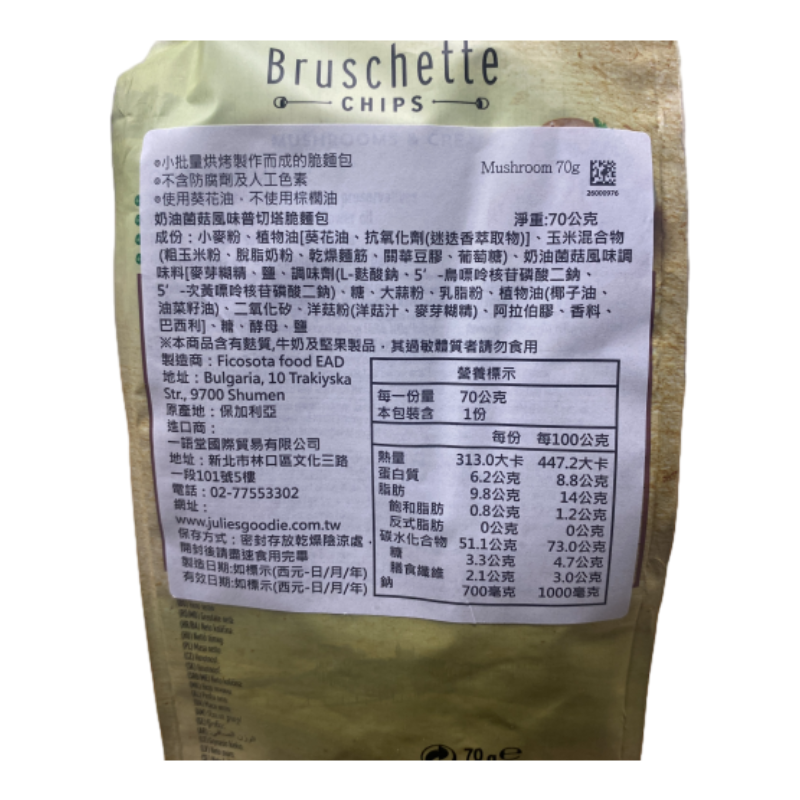 Bruschette
CHIPS
MUSHROOMS & CRE
小批量烘烤製作而成的脆麵包
不含防腐劑及人工色素
使用葵花油，不使用棕櫚油
Mushroom 70g
26000976
奶油菌菇風味普切塔脆麵包 淨重:70公克
成份：小麥粉、植物油[葵花油、抗氧化劑(迷迭香萃取物)]、玉米混合物
(粗玉米粉、脫脂奶粉、乾燥麵筋、關華豆膠、葡萄糖)、奶油菌菇風味調
味料[麥芽糊精、鹽、調味劑(L-麩酸鈉、5’-鳥嘌呤核苷磷酸二鈉、
5’-次黃嘌呤核苷磷酸二鈉)、糖、大蒜粉、乳脂粉、植物油(椰子油、
油菜籽油)、二氧化矽、洋菇粉(洋菇汁、麥芽糊精)、阿拉伯膠、香料、
巴西利]、糖、酵母、鹽
※本商品含有麩質,牛奶及堅果製品，其過敏體質者請勿食用
製造商：Ficosota food EAD
地址：Bulgaria, 10 Trakiyska
Str., 9700 Shumen
原產地：保加利亞
進口商：
一語堂國際貿易有限公司
地址：新北市林口區文化三路
一段101號5樓
電話：02-77553302
網址：
www.juliesgoodie.com.tw
保存方式：密封存放乾燥陰涼處，
開封後請盡速食用完畢
製造日期:如標示(西元-日/月/年)
有效日期:如標示(西元-日/月/年)
營養標示
每一份量 70公克
本包裝含 1份
每份 每100公克
熱量 313.0大卡 447.2大卡
蛋白質 6.2公克 8.8公克
脂肪 9.8公克 14公克
飽和脂肪 0.8公克 1.2公克
反式脂肪 0公克 0公克
碳水化合物 51.1公克 73.0公克
糖 3.3公克 4.7公克
膳食纖維 2.1公克 3.0公克
鈉 700毫克 1000毫克
70 g e